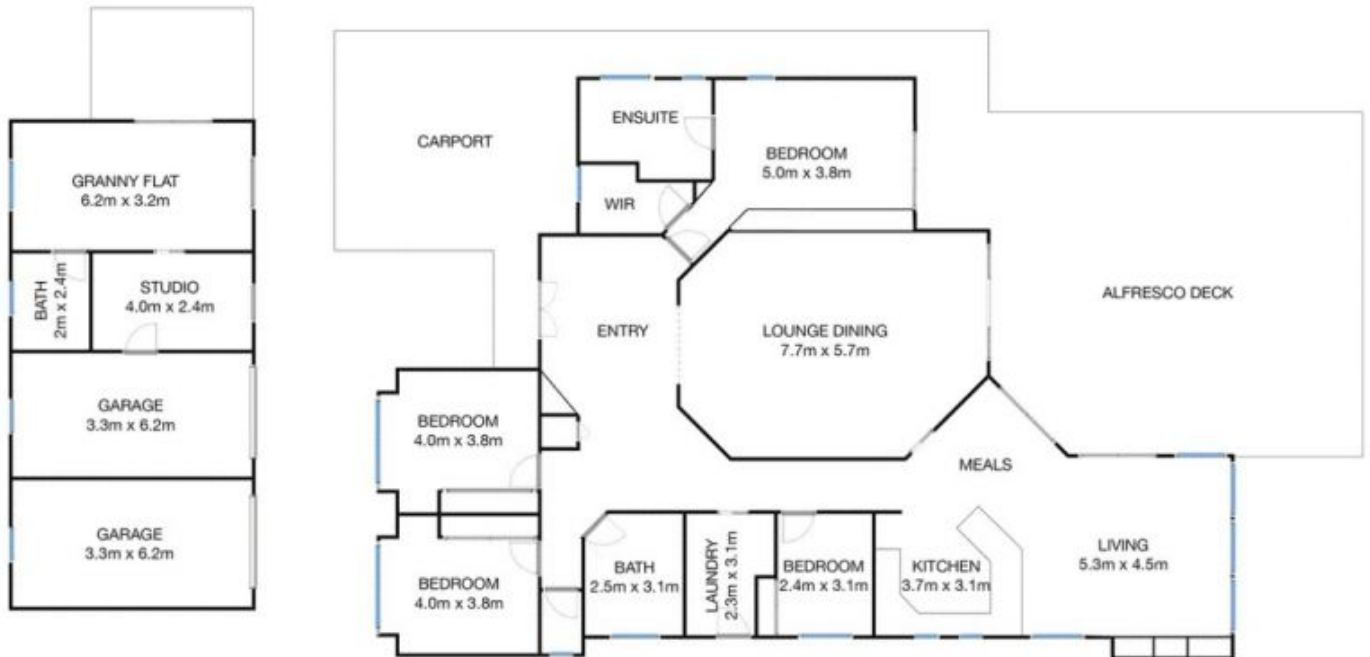 GRANNY FLAT
6.2m x 3.2m
BATH
2m x 2.4m
STUDIO
4.0m x 2.4m
GARAGE
3.3m x 6.2m
GARAGE
3.3m x 6.2m
CARPORT
ENSUITE
BEDROOM
5.0m x 3.8m
WIR
ENTRY
LOUNGE DINING
7.7m x 5.7m
ALFRESCO DECK
BEDROOM
4.0m x 3.8m
MEALS
BEDROOM
4.0m x 3.8m
BATH
2.5m x 3.1m
LAUNDRY
2.3m x 3.1m
BEDROOM
2.4m x 3.1m
KITCHEN
3.7m x 3.1m
LIVING
5.3m x 4.5m